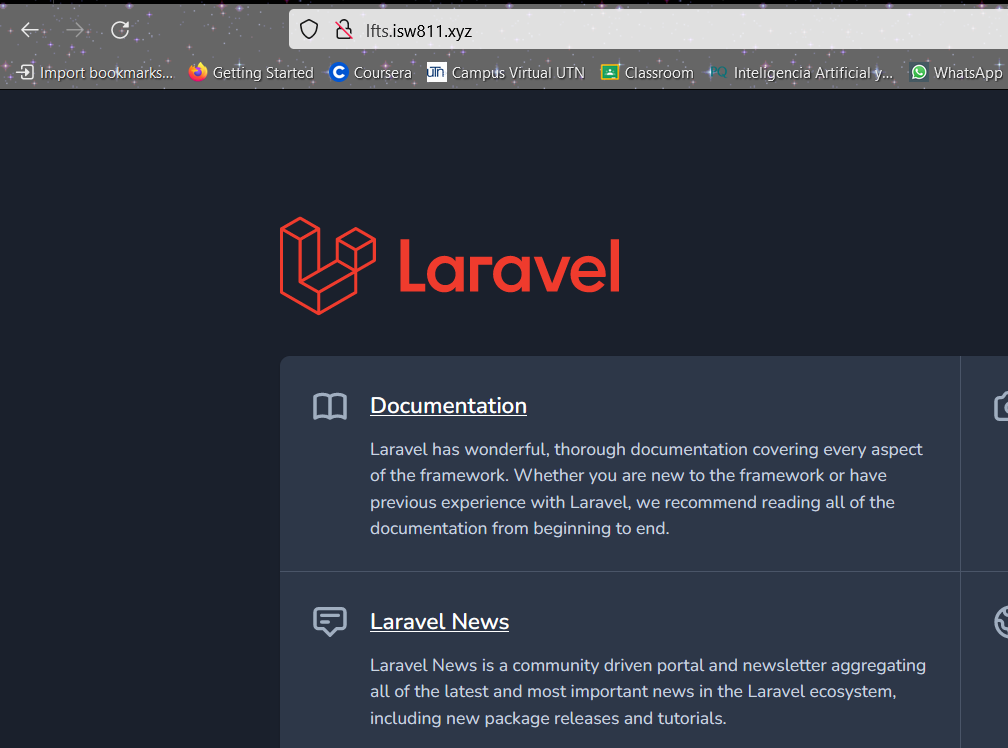 lfts.isw811.xyz
Import bookmarks... Getting Started Coursera Campus Virtual UTN Classroom Inteligencia Artificial y... WhatsApp
Laravel
Documentation
Laravel has wonderful, thorough documentation covering every aspect
of the framework. Whether you are new to the framework or have
previous experience with Laravel, we recommend reading all of the
documentation from beginning to end.
Laravel News
Laravel News is a community driven portal and newsletter aggregating
all of the latest and most important news in the Laravel ecosystem,
including new package releases and tutorials.